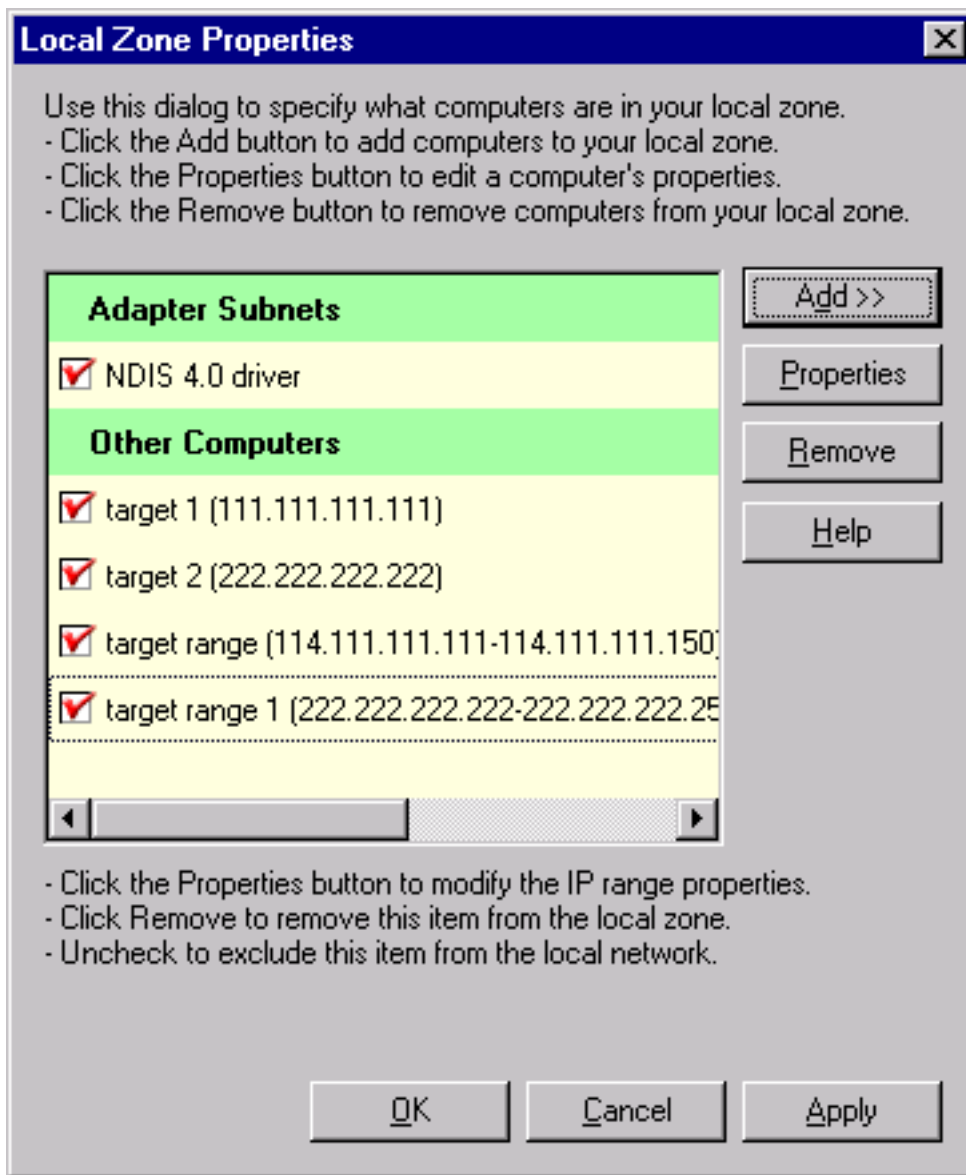 Local Zone Properties
Use this dialog to specify what computers are in your local zone.
- Click the Add button to add computers to your local zone.
- Click the Properties button to edit a computer's properties.
- Click the Remove button to remove computers from your local zone.
Adapter Subnets
NDIS 4.0 driver
Other Computers
target 1 (111.111.111.111)
target 2 (222.222.222.222)
target range (114.111.111.111-114.111.111.150)
target range 1 (222.222.222.222-222.222.222.25
Add >>
Properties
Remove
Help
- Click the Properties button to modify the IP range properties.
- Click Remove to remove this item from the local zone.
- Uncheck to exclude this item from the local network.
OK
Cancel
Apply